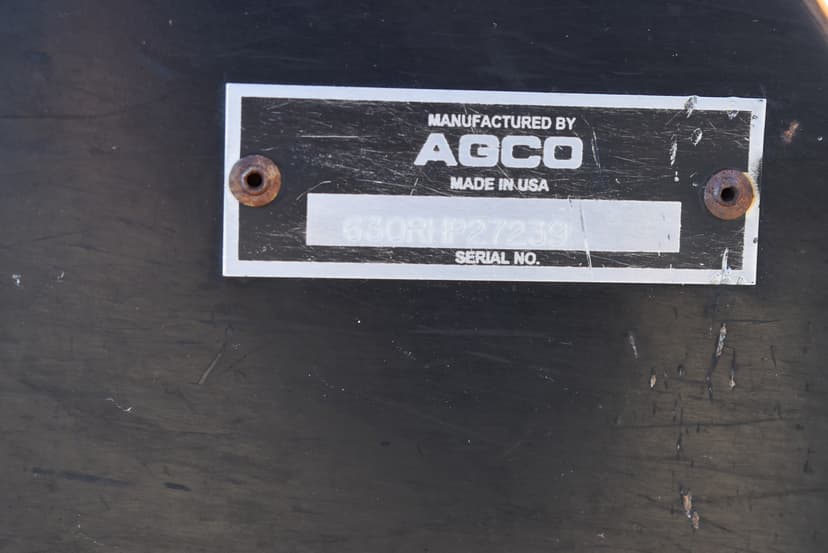 MANUFACTURED BY
AGCO
MADE IN USA
630RHP27239
SERIAL NO.